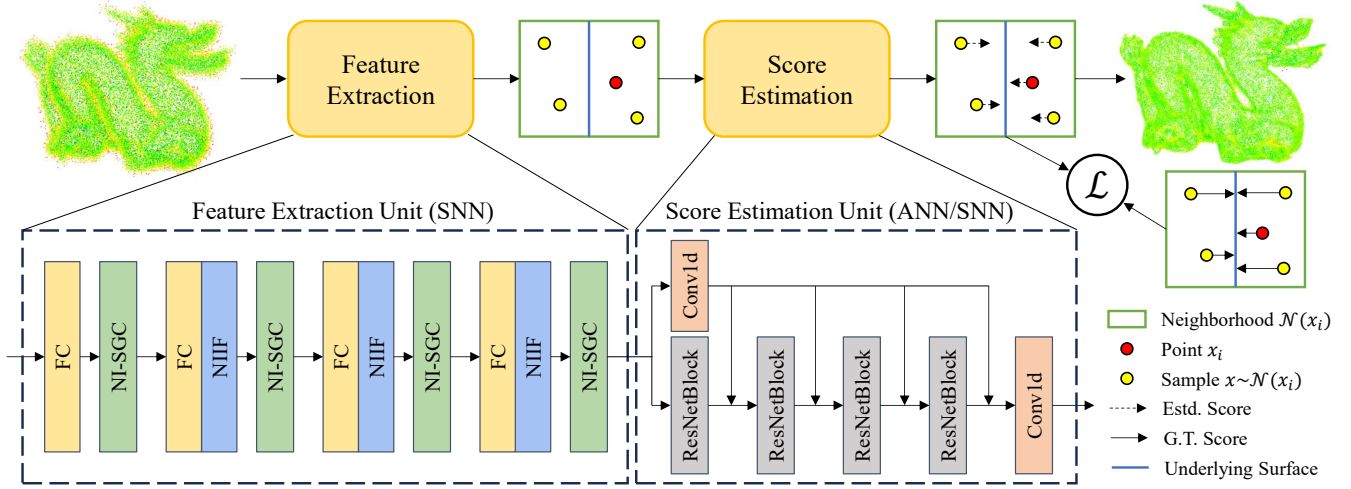 Feature
Extraction
Score
Estimation
ℒ
Feature Extraction Unit (SNN)
Score Estimation Unit (ANN/SNN)
FC
NI-SGC
FC
NIIF
NI-SGC
FC
NIIF
NI-SGC
FC
NIIF
NI-SGC
Conv1d
ResNetBlock
ResNetBlock
ResNetBlock
ResNetBlock
Conv1d
Neighborhood 𝒩(xᵢ)
Point xᵢ
Sample x~𝒩(xᵢ)
Estd. Score
G.T. Score
Underlying Surface